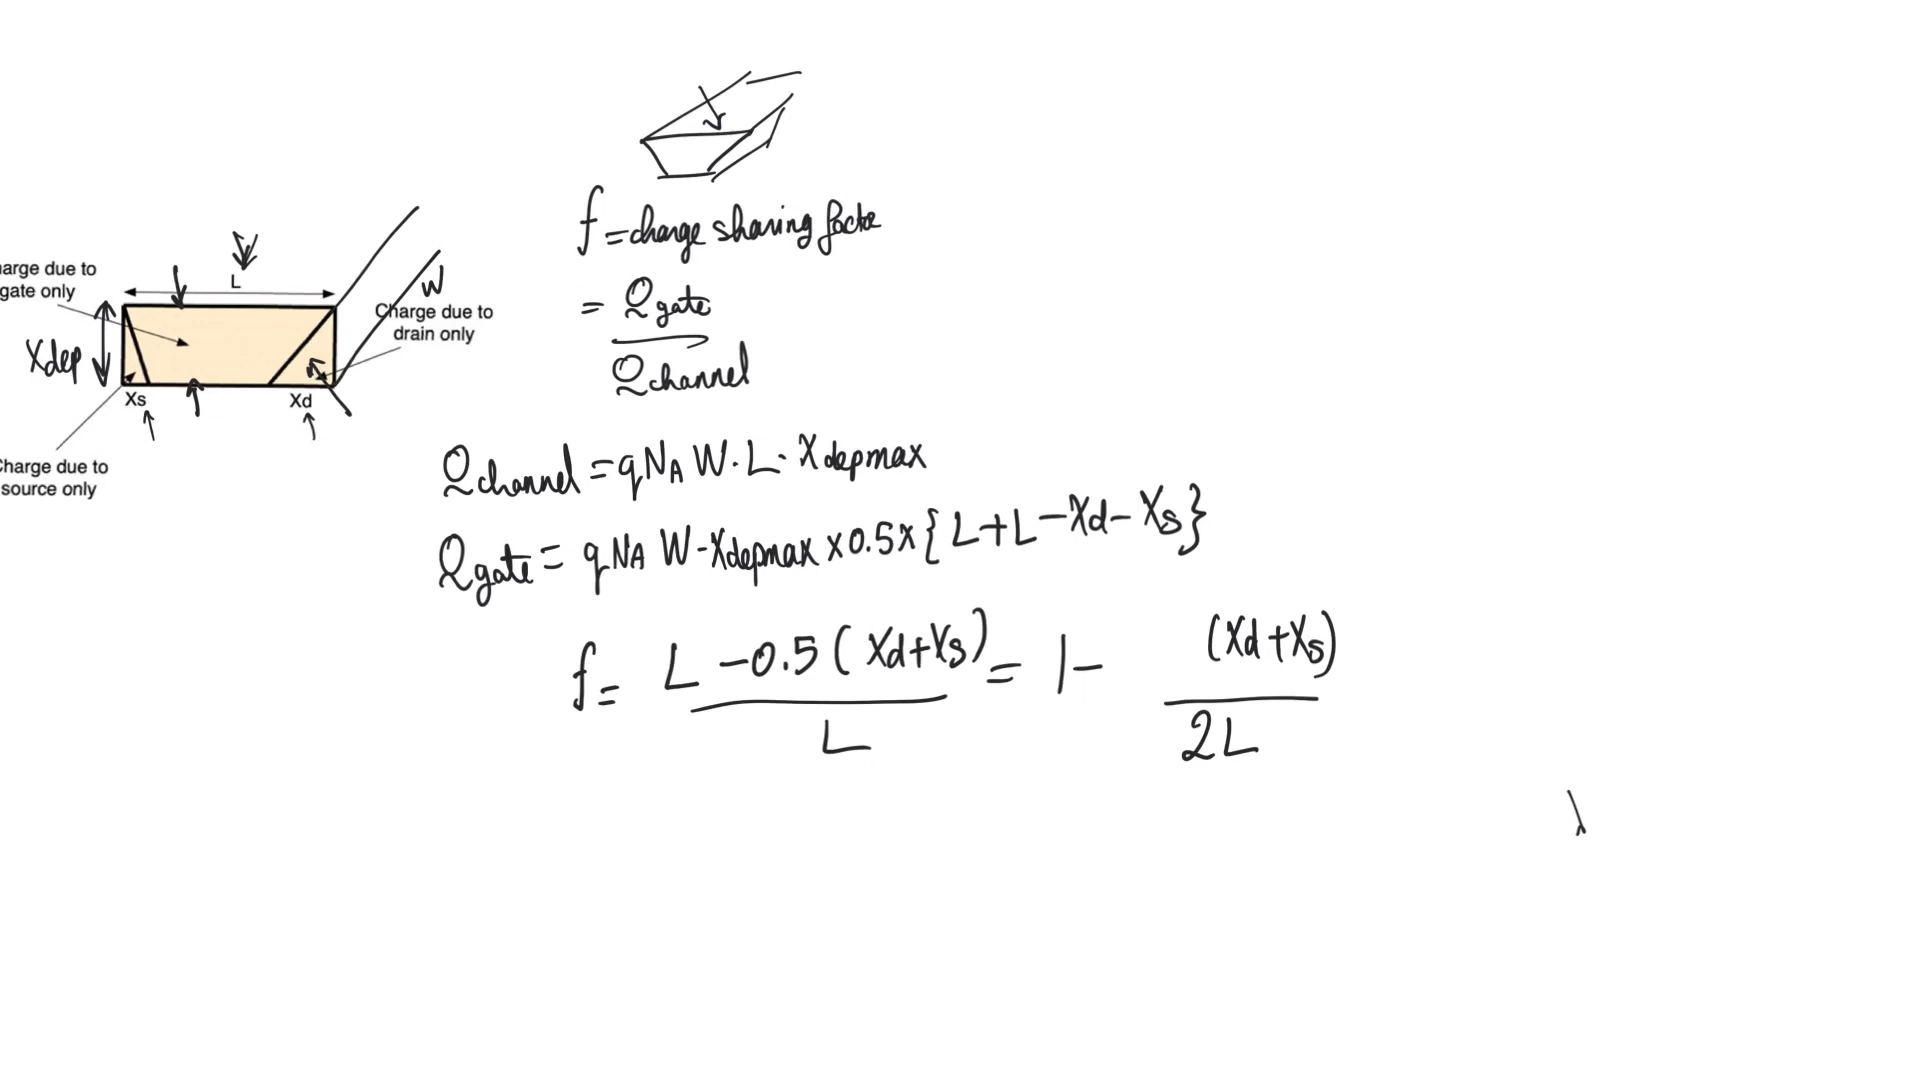 f = charge sharing facto
= Qgate
Qchannel
arge due to
gate only
L
W
Charge due to
drain only
Xdep
Xs
Xd
Charge due to
source only
Qchannel = qNA W · L · Xdepmax
Qgate = qNA W - Xdepmax x 0.5 x { L + L - Xd - Xs }
f = L - 0.5 ( Xd + Xs ) = 1 - (Xd + Xs)
L 2L